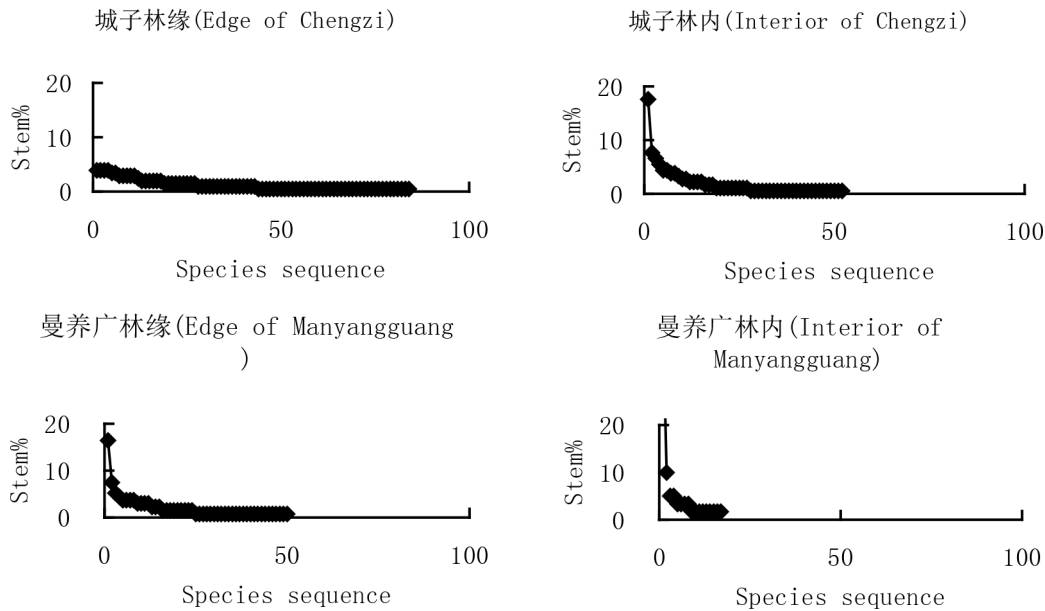 城子林缘(Edge of Chengzi)
20
10
0
Stem%
0
50
100
Species sequence
城子林内(Interior of Chengzi)
20
10
0
Stem%
0
50
100
Species sequence
曼养广林缘(Edge of Manyangguang
)
20
10
0
Stem%
0
50
100
Species sequence
曼养广林内(Interior of
Manyangguang)
20
10
0
Stem%
0
50
100
Species sequence